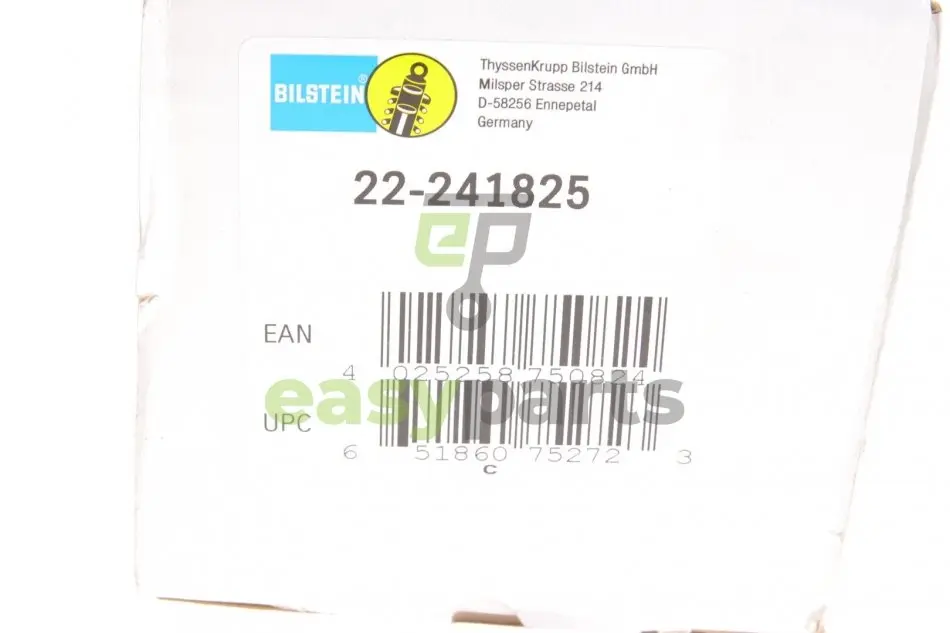 BILSTEIN®
ThyssenKrupp Bilstein GmbH
Milsper Strasse 214
D-58256 Ennepetal
Germany
22-241825
ep
EAN
4 025258 750824
easyparts
UPC
6 51860 75272 3
C